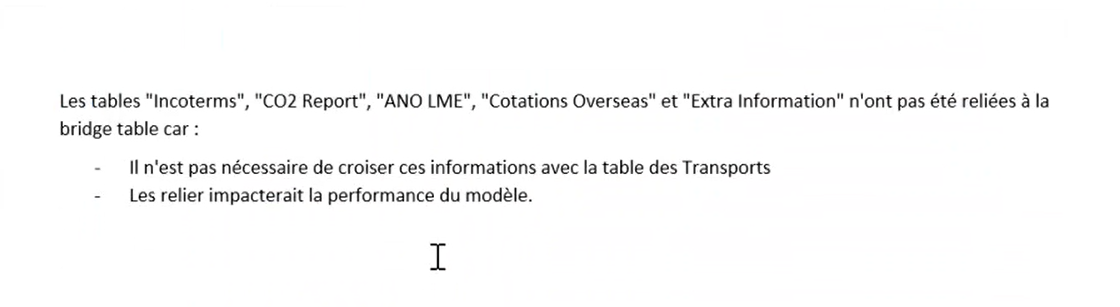 Les tables "Incoterms", "CO2 Report", "ANO LME", "Cotations Overseas" et "Extra Information" n'ont pas été reliées à la
bridge table car :
- Il n'est pas nécessaire de croiser ces informations avec la table des Transports
- Les relier impacterait la performance du modèle.